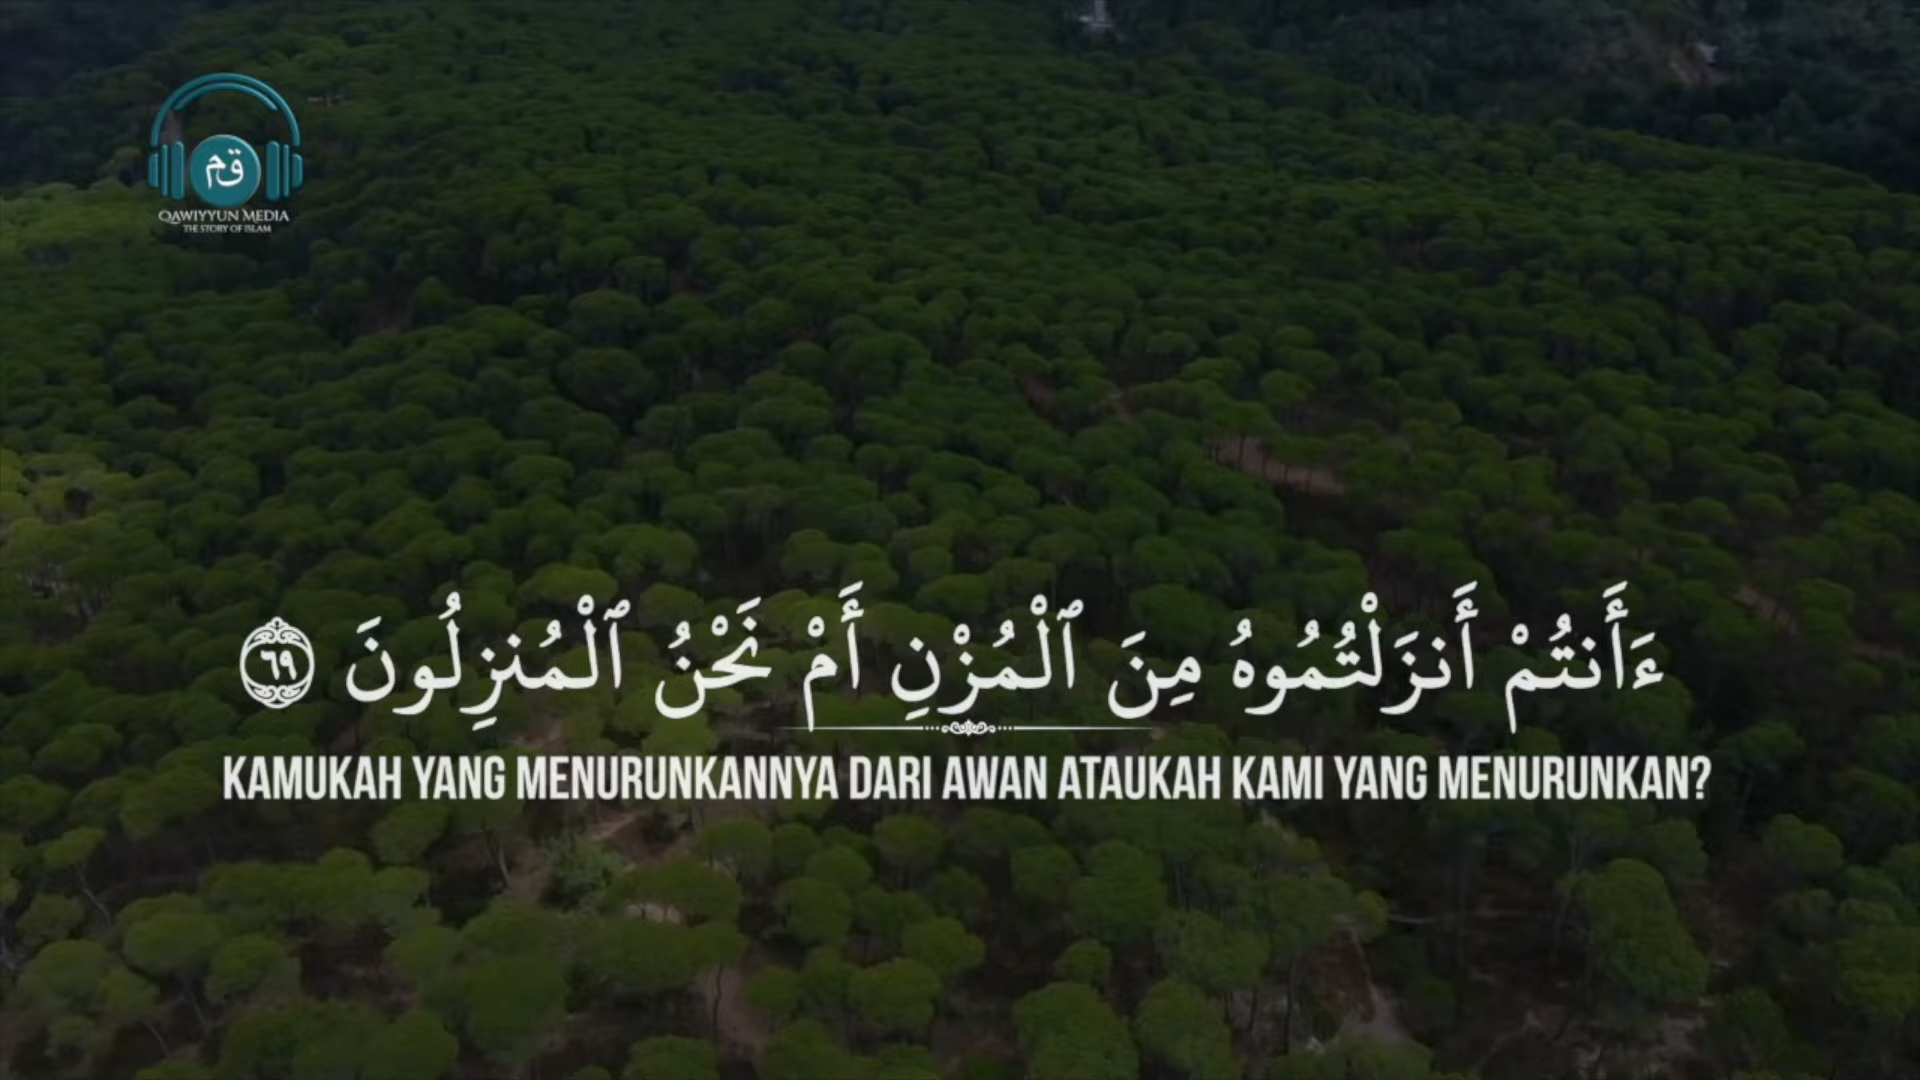 قم
QAWIYYUN MEDIA
THE STORY OF ISLAM
ءَأَنتُمْ أَنزَلْتُمُوهُ مِنَ ٱلْمُزْنِ أَمْ نَحْنُ ٱلْمُنزِلُونَ ٦٩
KAMUKAH YANG MENURUNKANNYA DARI AWAN ATAUKAH KAMI YANG MENURUNKAN?